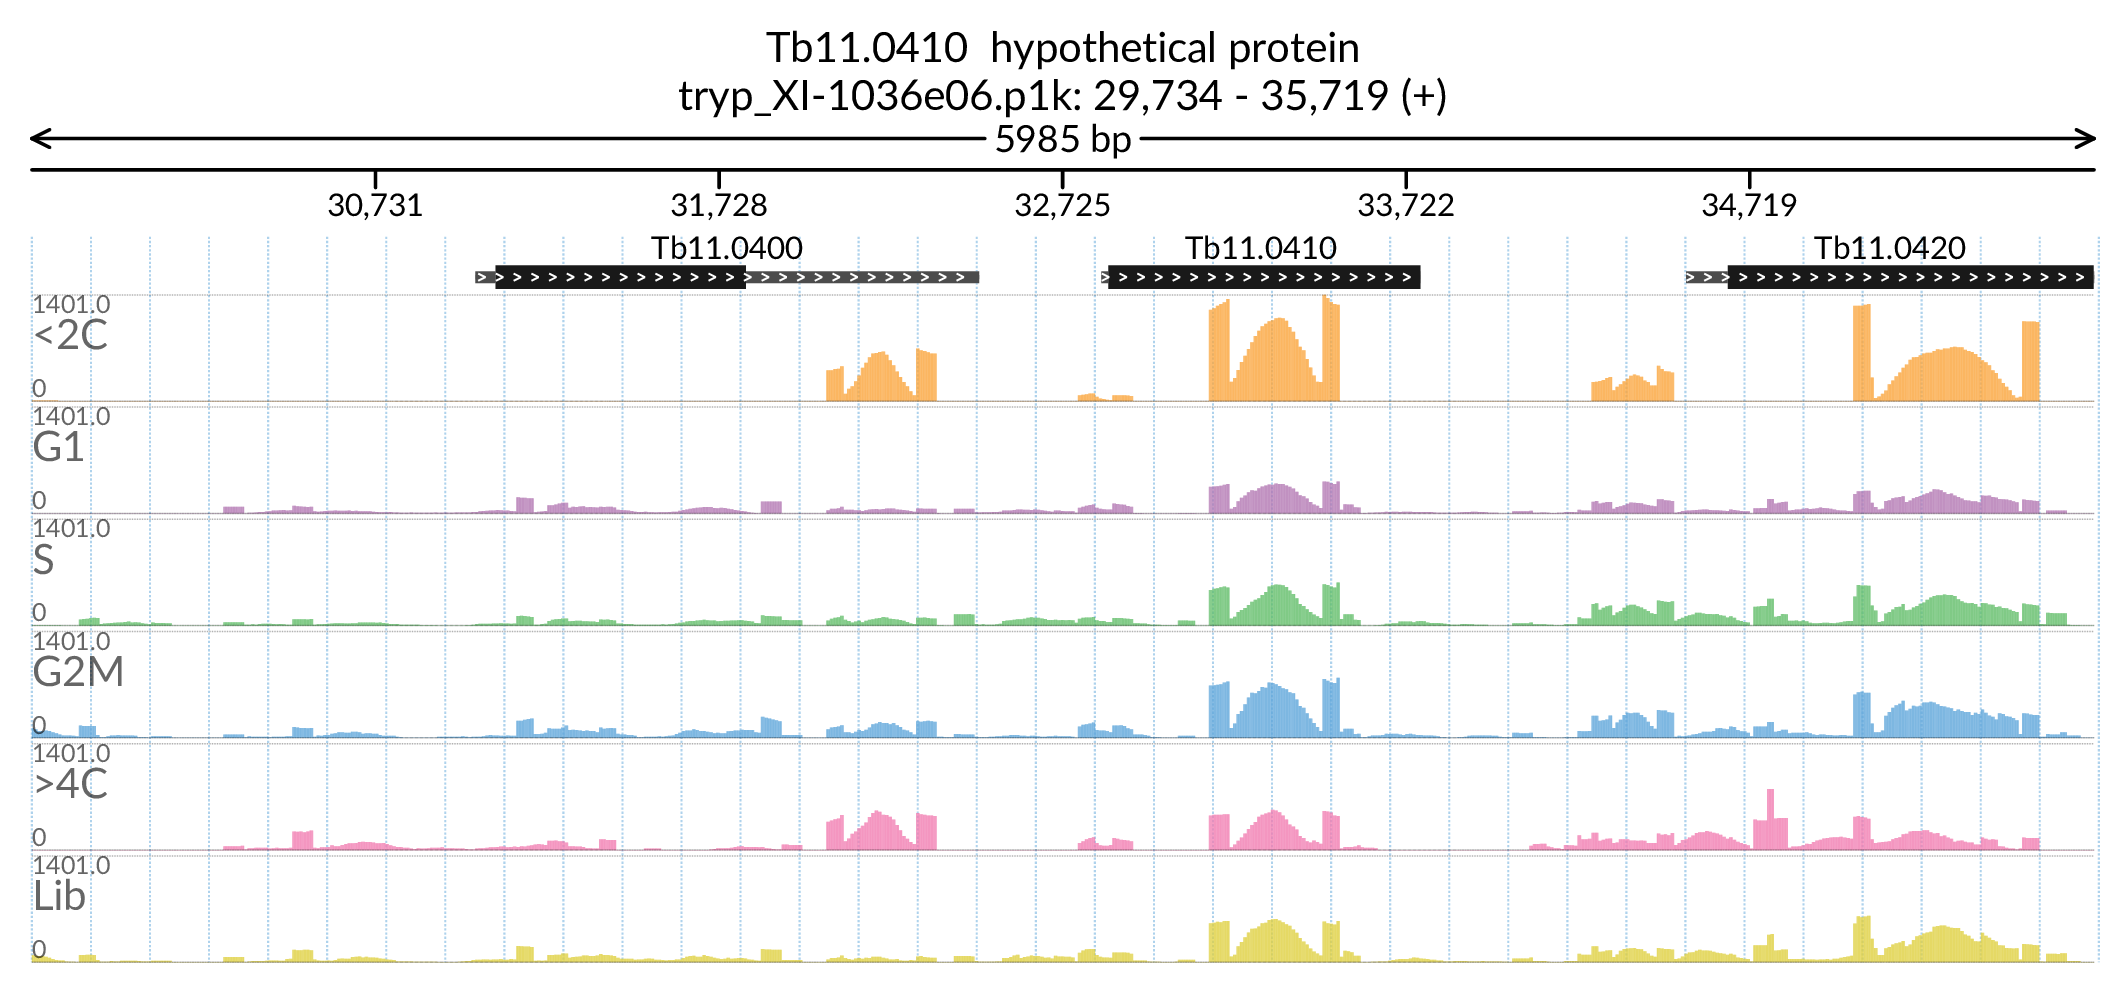 Tb11.0410 hypothetical protein
tryp_XI-1036e06.p1k: 29,734 - 35,719 (+)
5985 bp
30,731 31,728 32,725 33,722 34,719
Tb11.0400 Tb11.0410 Tb11.0420
1401.0
<2C
0
1401.0
G1
0
1401.0
S
0
1401.0
G2M
0
1401.0
>4C
0
1401.0
Lib
0